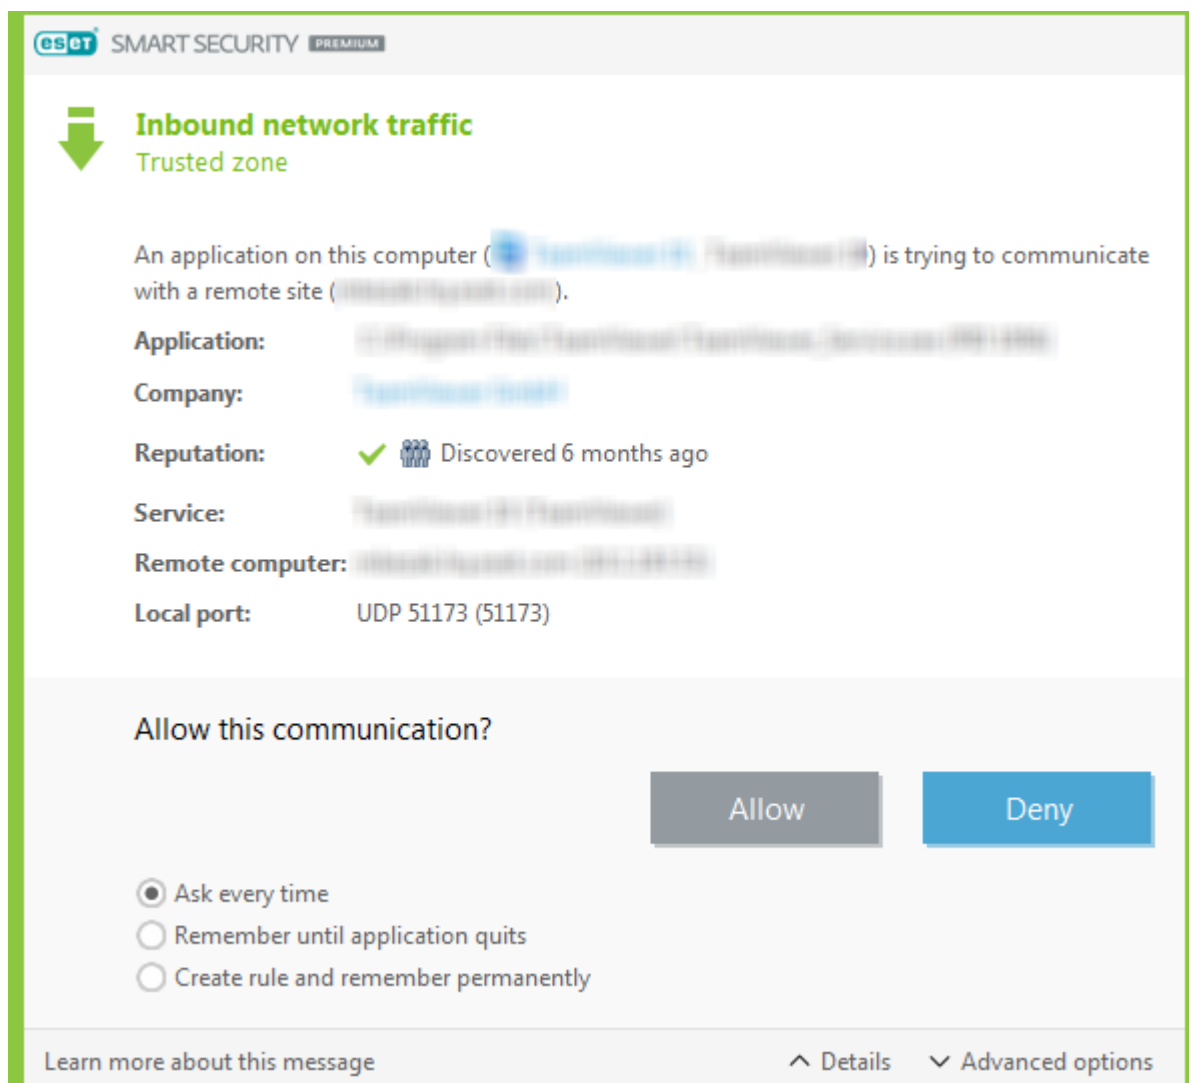 eset SMART SECURITY PREMIUM
Inbound network traffic
Trusted zone
An application on this computer ( , ) is trying to communicate
with a remote site ( ).
Application:
Company:
Reputation: Discovered 6 months ago
Service:
Remote computer:
Local port: UDP 51173 (51173)
Allow this communication?
Allow Deny
Ask every time
Remember until application quits
Create rule and remember permanently
Learn more about this message Details Advanced options